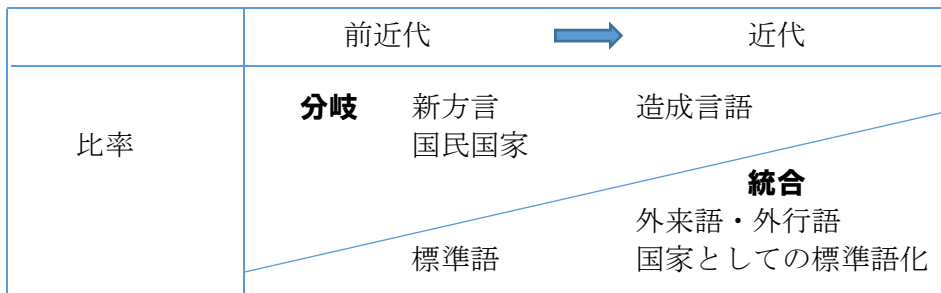 前近代 近代
分岐 新方言 造成言語
比率 国民国家
統合
外来語・外行語
標準語 国家としての標準語化